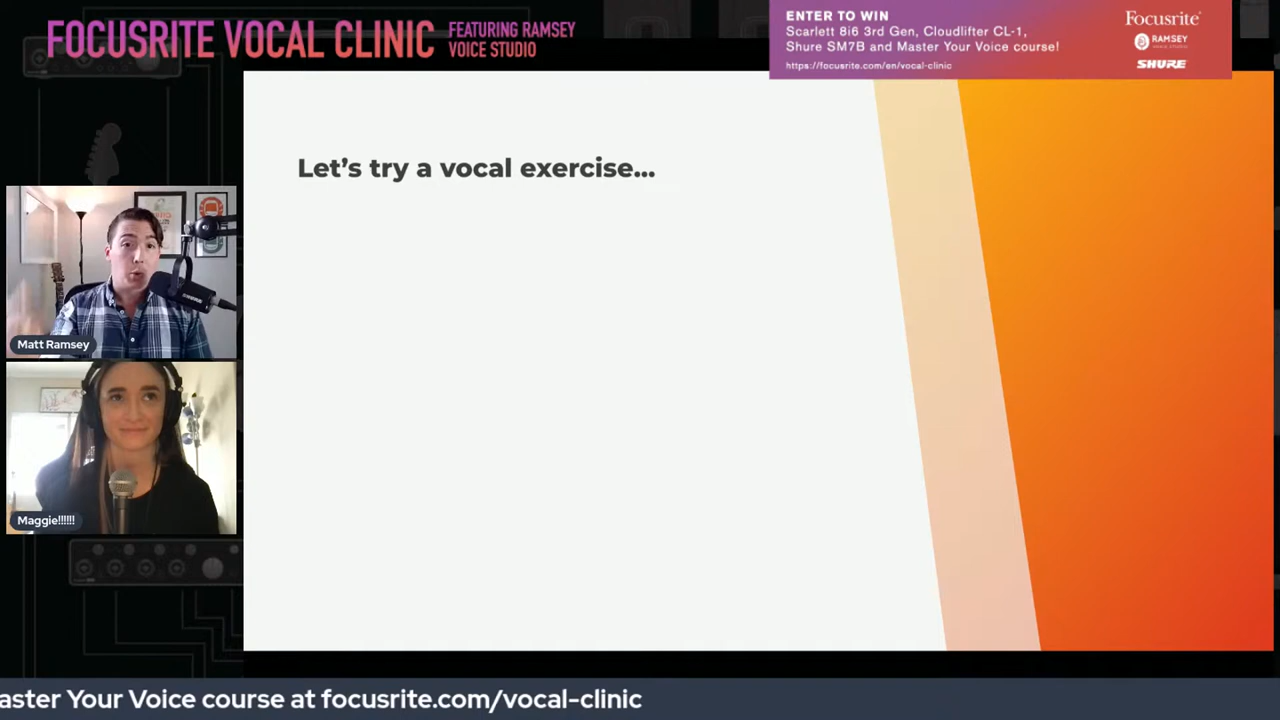 FOCUSRITE VOCAL CLINIC
FEATURING RAMSEY
VOICE STUDIO
ENTER TO WIN
Scarlett 8i6 3rd Gen, Cloudlifter CL-1,
Shure SM7B and Master Your Voice course!
https://focusrite.com/en/vocal-clinic
Focusrite
RAMSEY
SHURE
Let's try a vocal exercise...
Matt Ramsey
Maggie!!!!!!
aster Your Voice course at focusrite.com/vocal-clinic